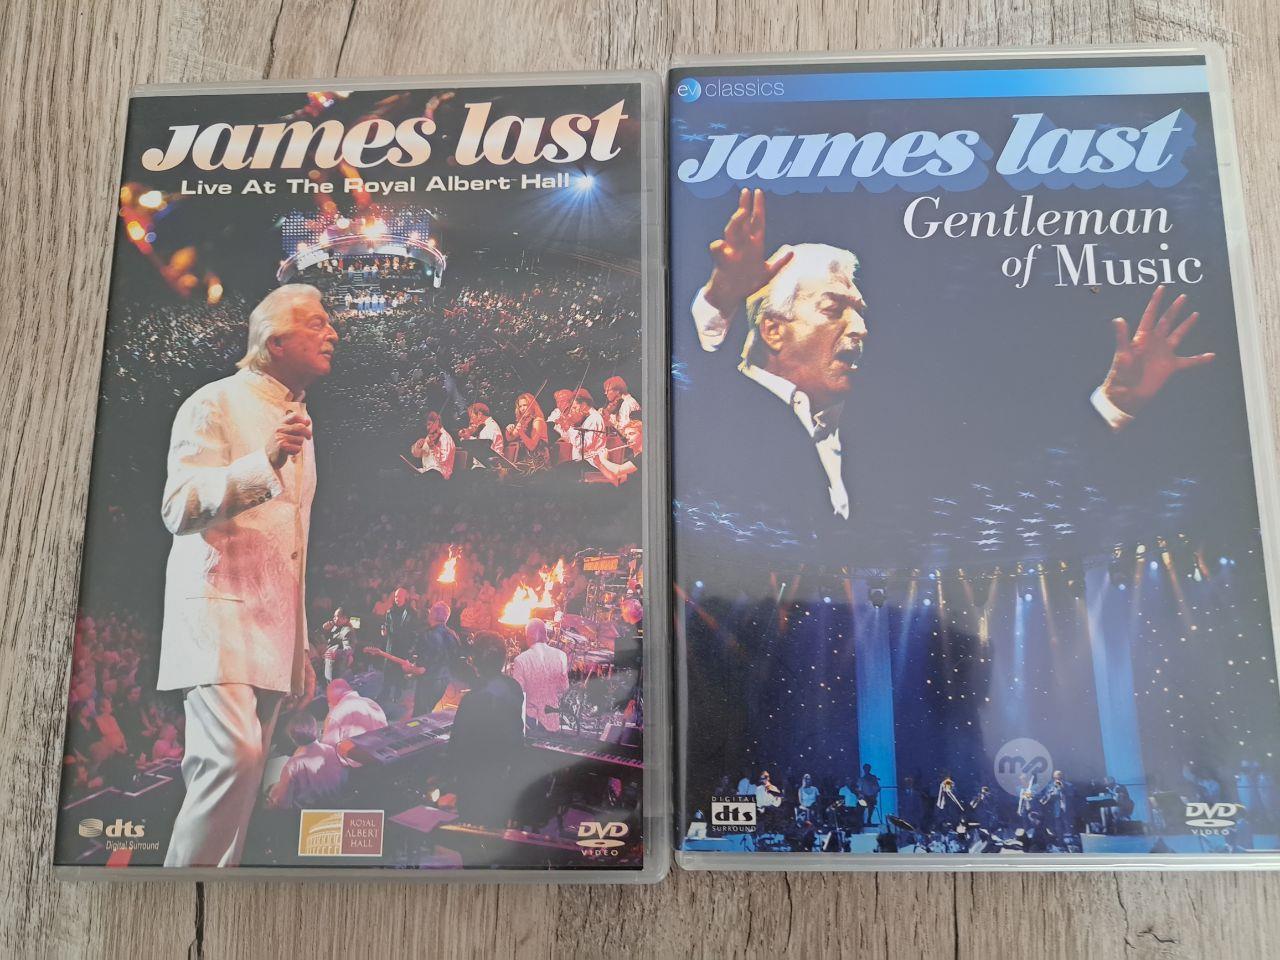 james last
Live At The Royal Albert Hall
dts
Digital Surround
ROYAL
ALBERT
HALL
DVD
VIDEO
ev classics
james last
Gentleman
of Music
mp
DIGITAL
dts
SURROUND
DVD
VIDEO